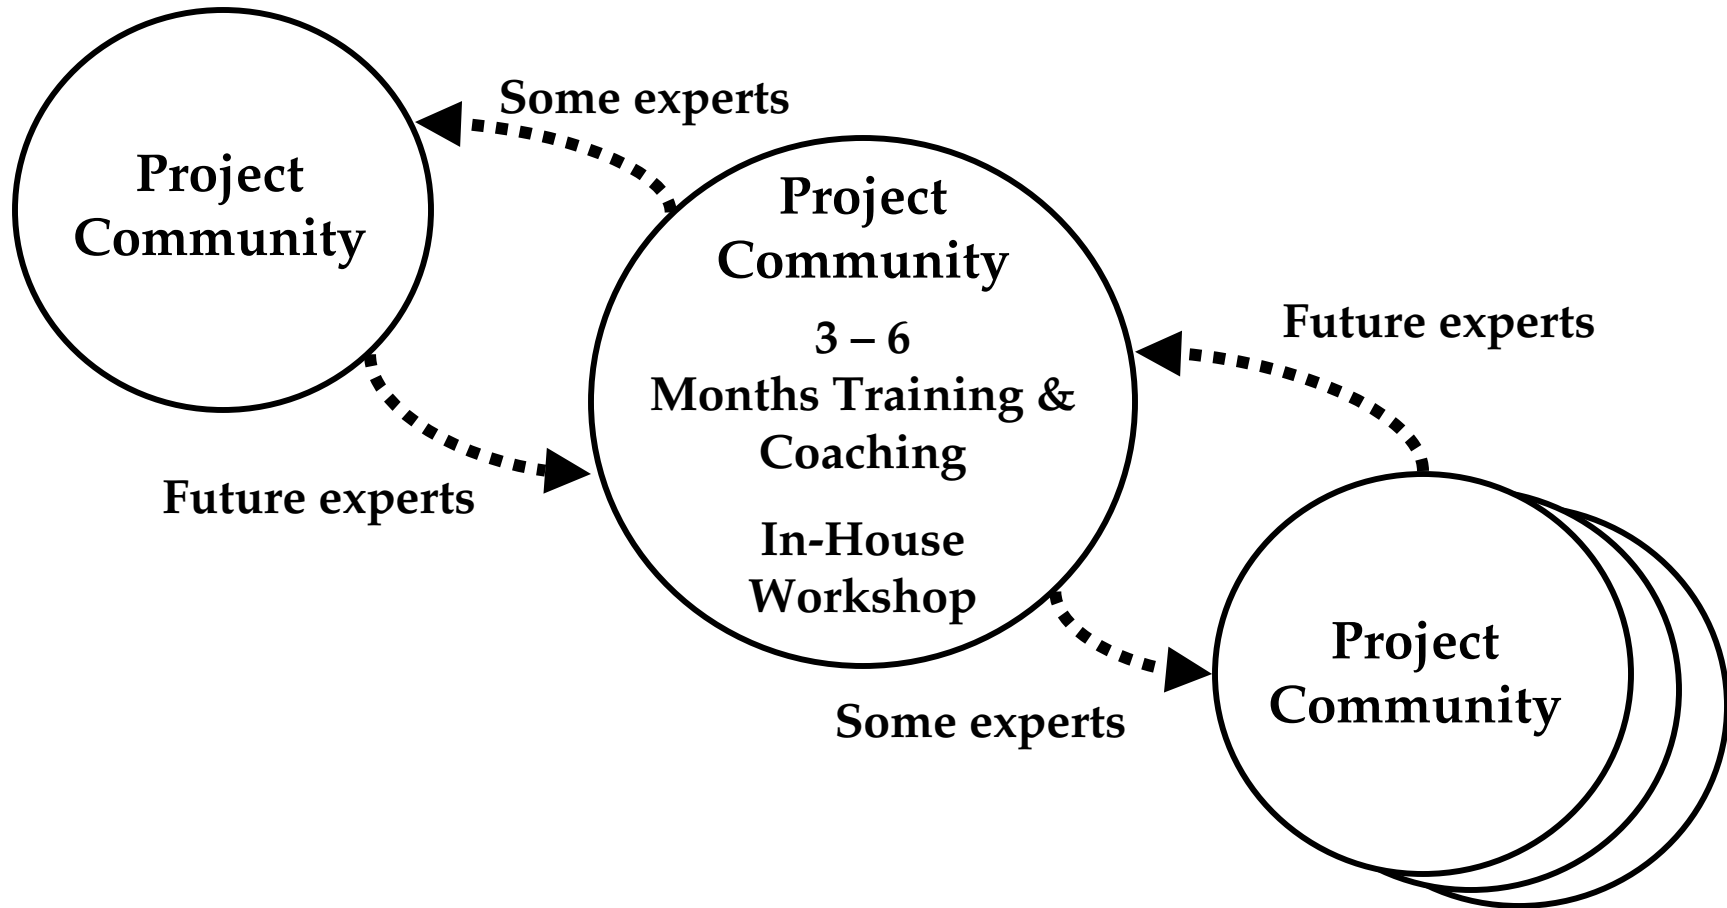 Project
Community
Some experts
Future experts
Project
Community
3 – 6
Months Training &
Coaching
In-House
Workshop
Future experts
Some experts
Project
Community